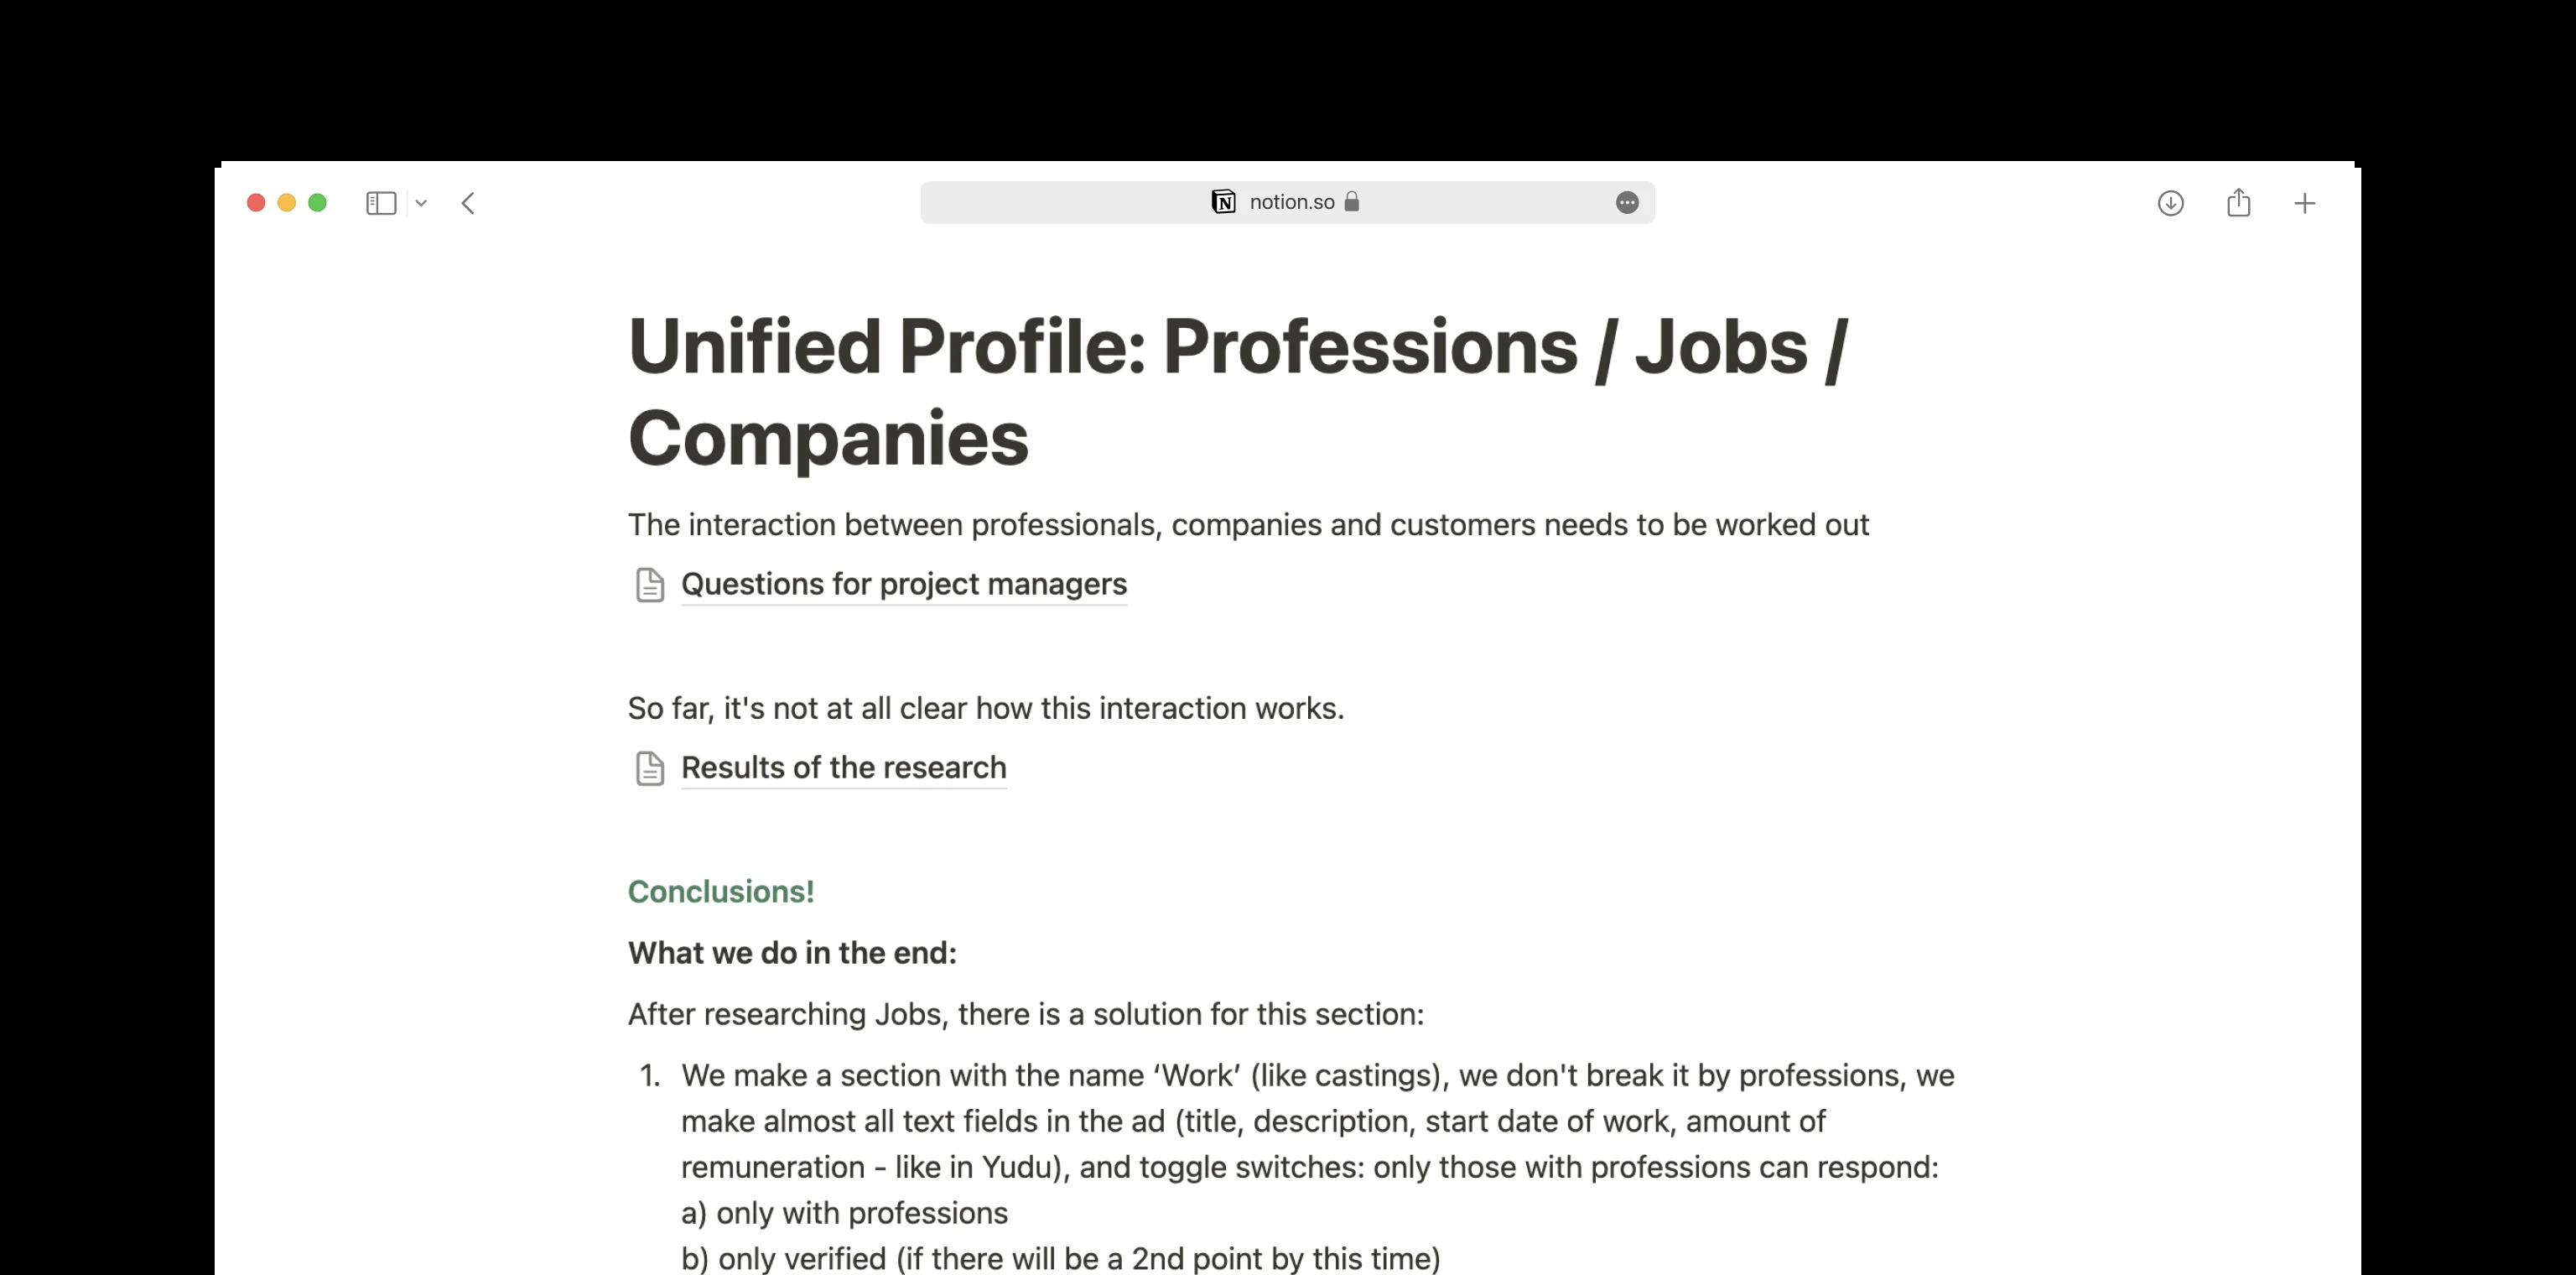 notion.so
Unified Profile: Professions / Jobs /
Companies
The interaction between professionals, companies and customers needs to be worked out
Questions for project managers
So far, it's not at all clear how this interaction works.
Results of the research
Conclusions!
What we do in the end:
After researching Jobs, there is a solution for this section:
1. We make a section with the name ‘Work’ (like castings), we don't break it by professions, we
make almost all text fields in the ad (title, description, start date of work, amount of
remuneration - like in Yudu), and toggle switches: only those with professions can respond:
a) only with professions
b) only verified (if there will be a 2nd point by this time)